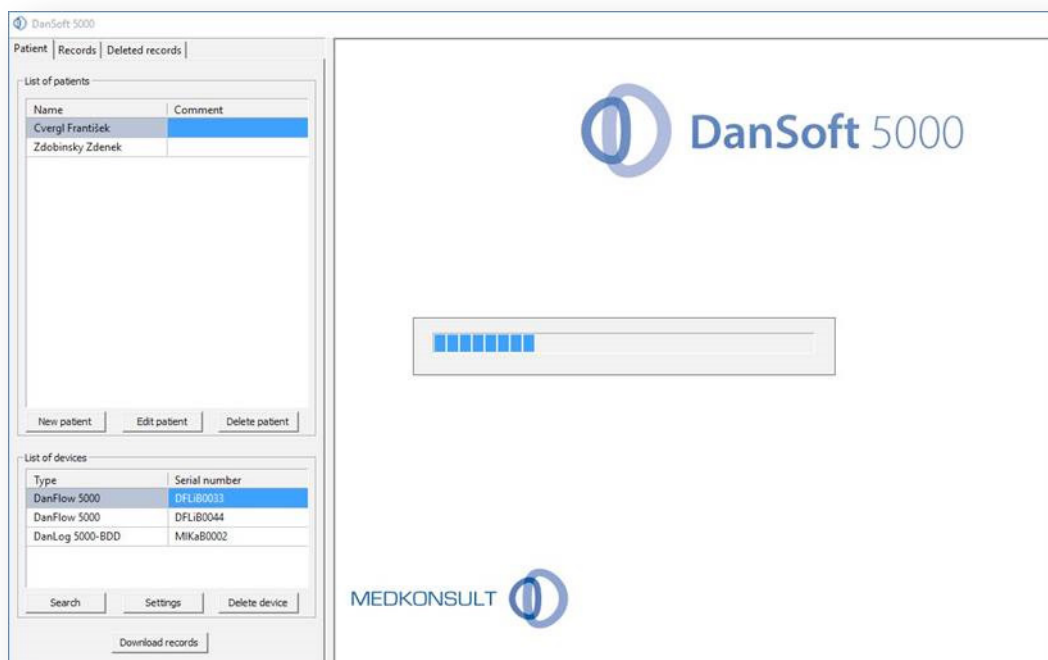 DanSoft 5000
Patient Records Deleted records
List of patients
Name Comment
Cvergl František
Zdobinsky Zdenek
New patient Edit patient Delete patient
List of devices
Type Serial number
DanFlow 5000 DFLiB0033
DanFlow 5000 DFLiB0044
DanLog 5000-BDD MIKaB0002
Search Settings Delete device
Download records
DanSoft 5000
MEDKONSULT